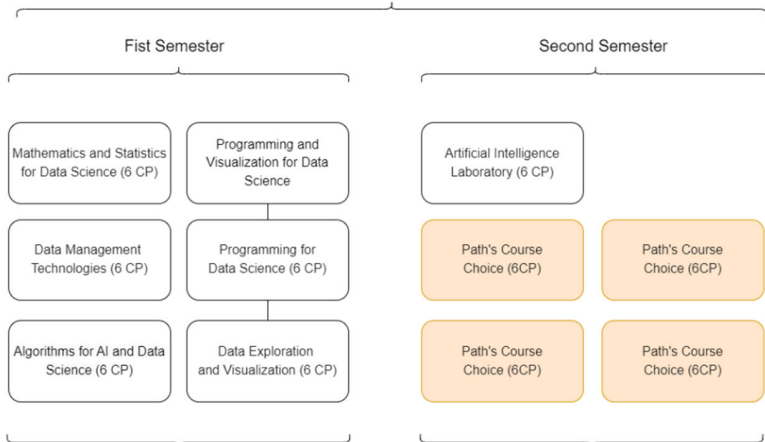 Fist Semester
Second Semester
Mathematics and Statistics
for Data Science (6 CP)
Programming and
Visualization for Data
Science
Artificial Intelligence
Laboratory (6 CP)
Data Management
Technologies (6 CP)
Programming for
Data Science (6 CP)
Path's Course
Choice (6CP)
Path's Course
Choice (6CP)
Algorithms for AI and Data
Science (6 CP)
Data Exploration
and Visualization (6 CP)
Path's Course
Choice (6CP)
Path's Course
Choice (6CP)